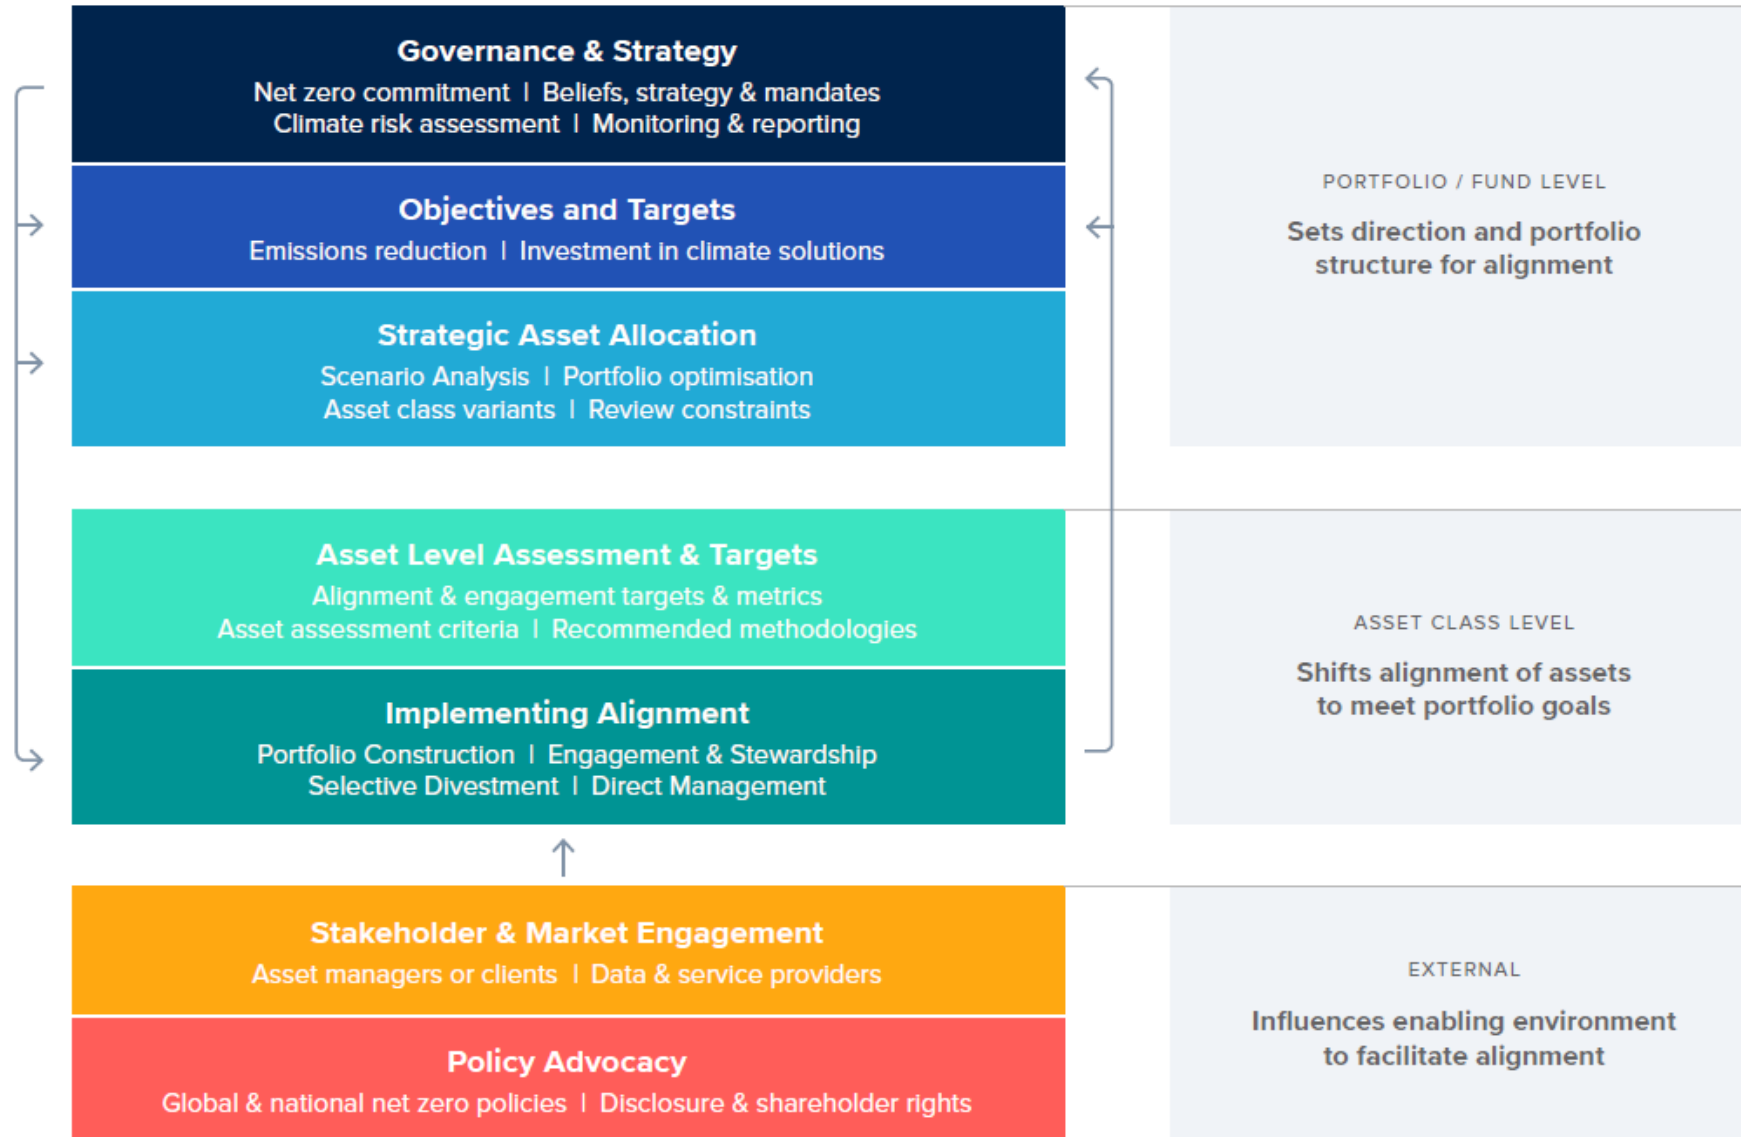 Governance & Strategy
Net zero commitment | Beliefs, strategy & mandates
Climate risk assessment | Monitoring & reporting
Objectives and Targets
Emissions reduction | Investment in climate solutions
Strategic Asset Allocation
Scenario Analysis | Portfolio optimisation
Asset class variants | Review constraints
PORTFOLIO / FUND LEVEL
Sets direction and portfolio
structure for alignment
Asset Level Assessment & Targets
Alignment & engagement targets & metrics
Asset assessment criteria | Recommended methodologies
Implementing Alignment
Portfolio Construction | Engagement & Stewardship
Selective Divestment | Direct Management
ASSET CLASS LEVEL
Shifts alignment of assets
to meet portfolio goals
Stakeholder & Market Engagement
Asset managers or clients | Data & service providers
Policy Advocacy
Global & national net zero policies | Disclosure & shareholder rights
EXTERNAL
Influences enabling environment
to facilitate alignment